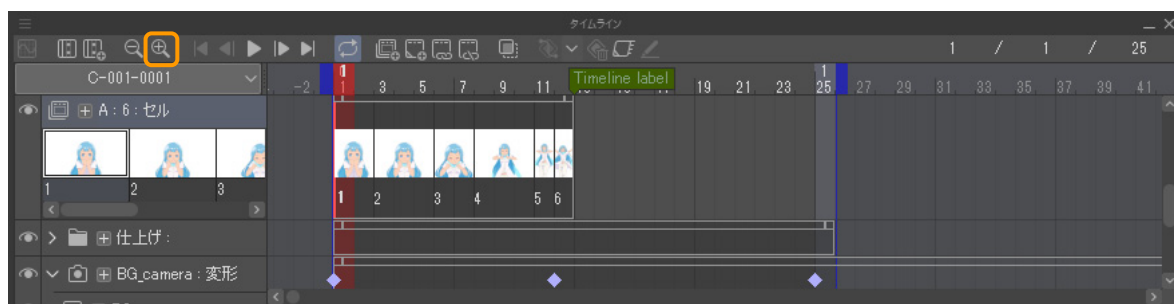 タイムライン
1 / 1 / 25
C-001-0001
-2 1 3 5 7 9 11 19 21 23 25 27 29 31 33 35 37 39 41
1
Timeline label
A : 6 : セル
1 2 3
1 2 3 4 5 6
仕上げ :
BG_camera : 変形